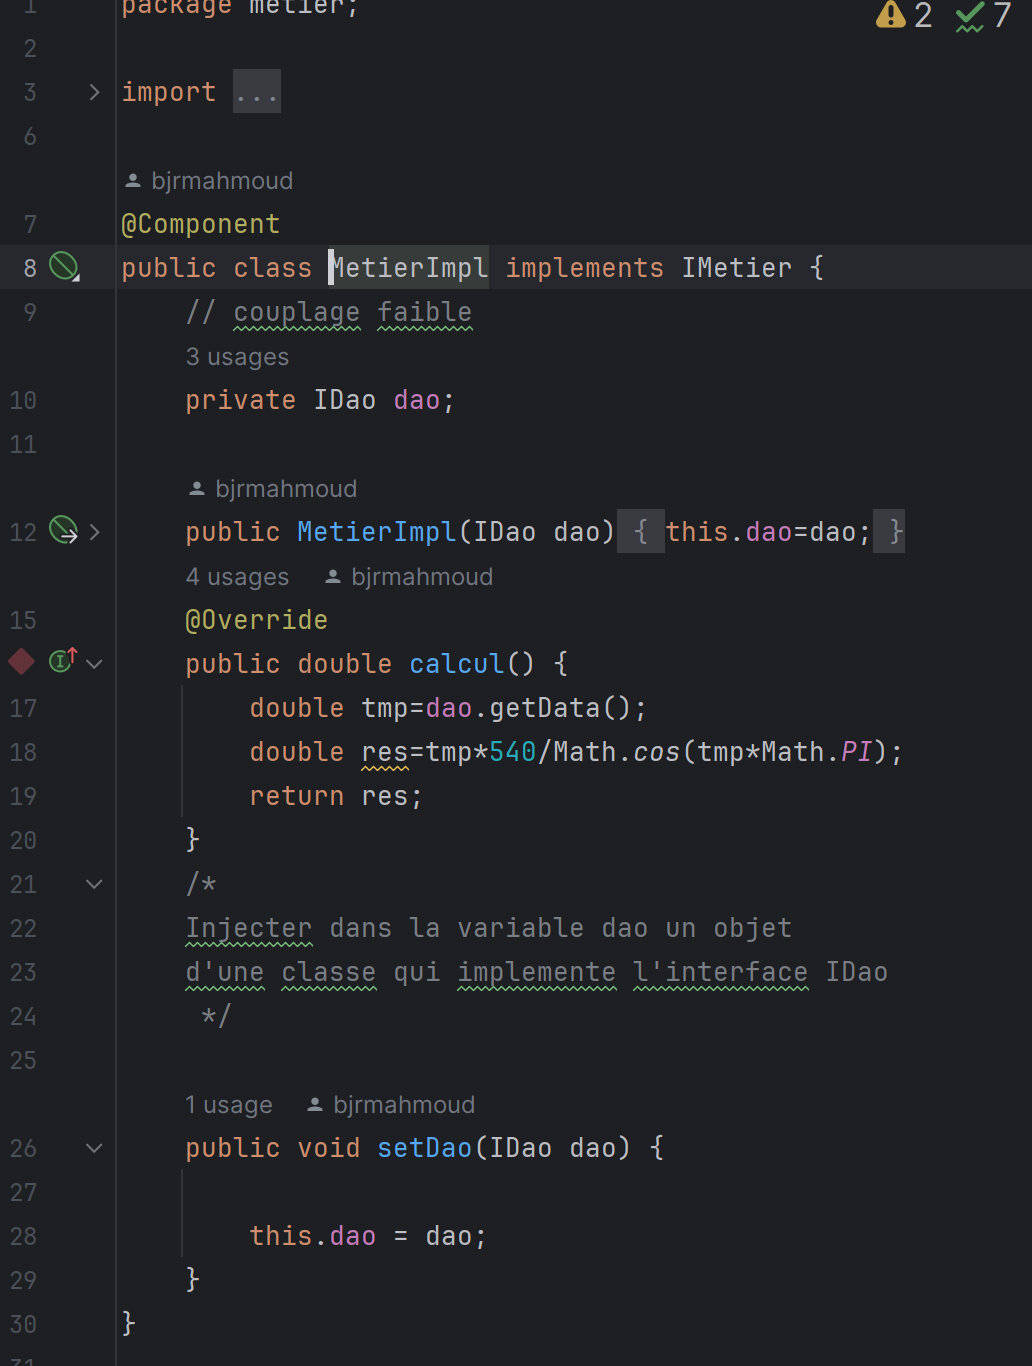 1 package metier;
2 7
2
3 import ...
6
bjrmahmoud
7 @Component
8 public class MetierImpl implements IMetier {
9 // couplage faible
3 usages
10 private IDao dao;
11
bjrmahmoud
12 public MetierImpl(IDao dao) { this.dao=dao; }
4 usages bjrmahmoud
15 @Override
public double calcul() {
17 double tmp=dao.getData();
18 double res=tmp*540/Math.cos(tmp*Math.PI);
19 return res;
20 }
21 /*
22 Injecter dans la variable dao un objet
23 d'une classe qui implemente l'interface IDao
24 */
25
1 usage bjrmahmoud
26 public void setDao(IDao dao) {
27
28 this.dao = dao;
29 }
30 }
31